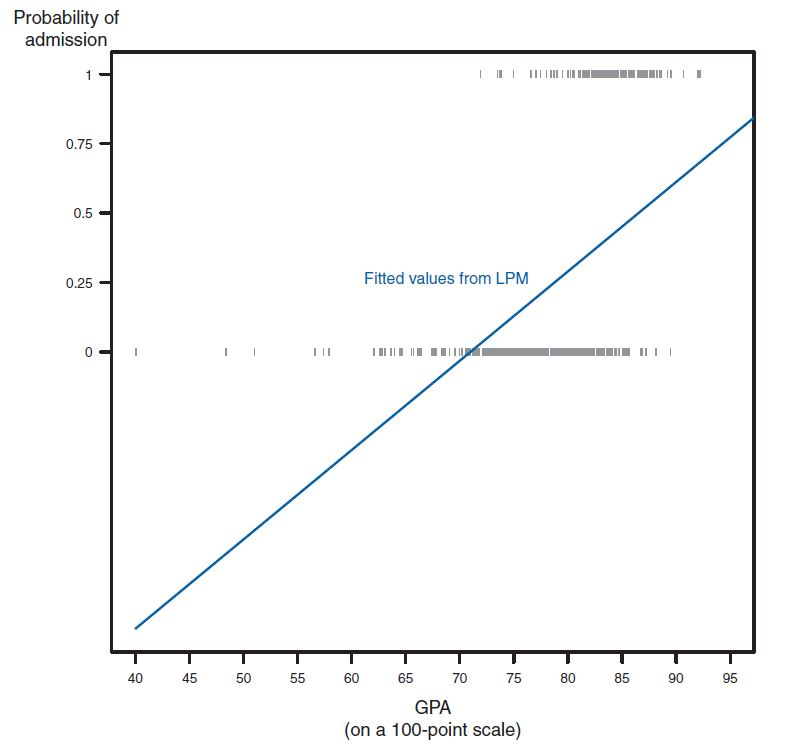 Probability of
admission
1
0.75
0.5
0.25
0
Fitted values from LPM
40 45 50 55 60 65 70 75 80 85 90 95
GPA
(on a 100-point scale)